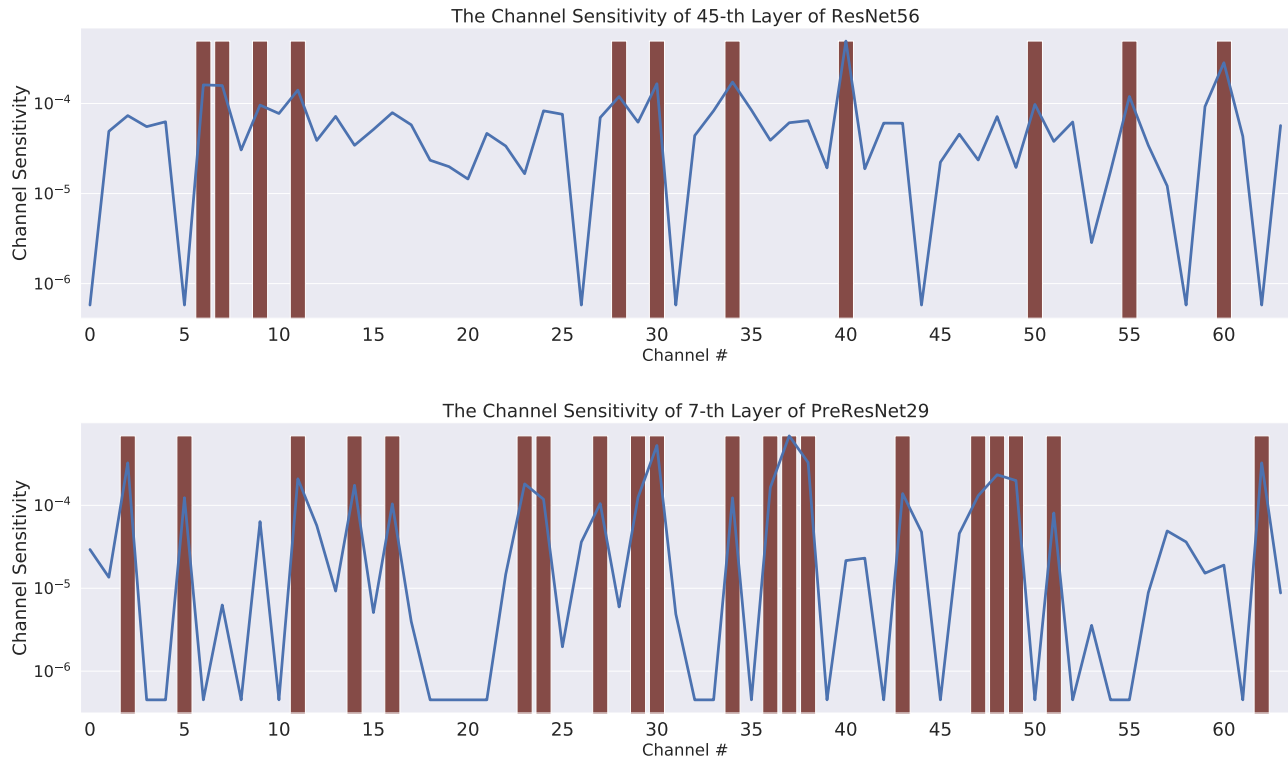 The Channel Sensitivity of 45-th Layer of ResNet56
Channel Sensitivity
10⁻⁴
10⁻⁵
10⁻⁶
0 5 10 15 20 25 30 35 40 45 50 55 60
Channel #
The Channel Sensitivity of 7-th Layer of PreResNet29
Channel Sensitivity
10⁻⁴
10⁻⁵
10⁻⁶
0 5 10 15 20 25 30 35 40 45 50 55 60
Channel #